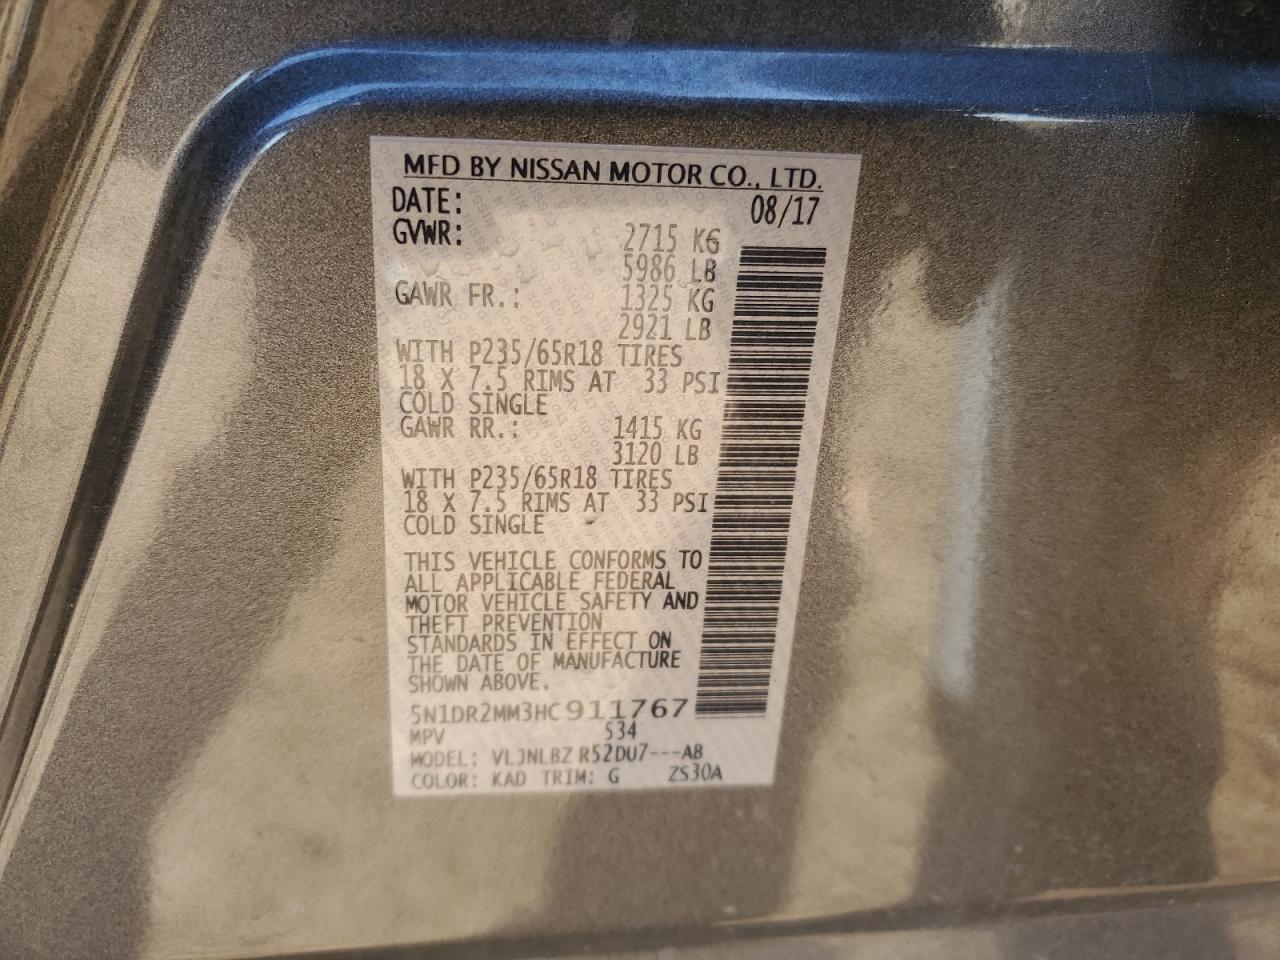 MFD BY NISSAN MOTOR CO., LTD.
DATE: 08/17
GVWR: 2715 KG
5986 LB
GAWR FR.: 1325 KG
2921 LB
WITH P235/65R18 TIRES
18 X 7.5 RIMS AT 33 PSI
COLD SINGLE
GAWR RR.: 1415 KG
3120 LB
WITH P235/65R18 TIRES
18 X 7.5 RIMS AT 33 PSI
COLD SINGLE
THIS VEHICLE CONFORMS TO
ALL APPLICABLE FEDERAL
MOTOR VEHICLE SAFETY AND
THEFT PREVENTION
STANDARDS IN EFFECT ON
THE DATE OF MANUFACTURE
SHOWN ABOVE.
5N1DR2MM3HC911767
MPV 534
MODEL: VLJNLBZ R52DU7---AB
COLOR: KAD TRIM: G ZS30A